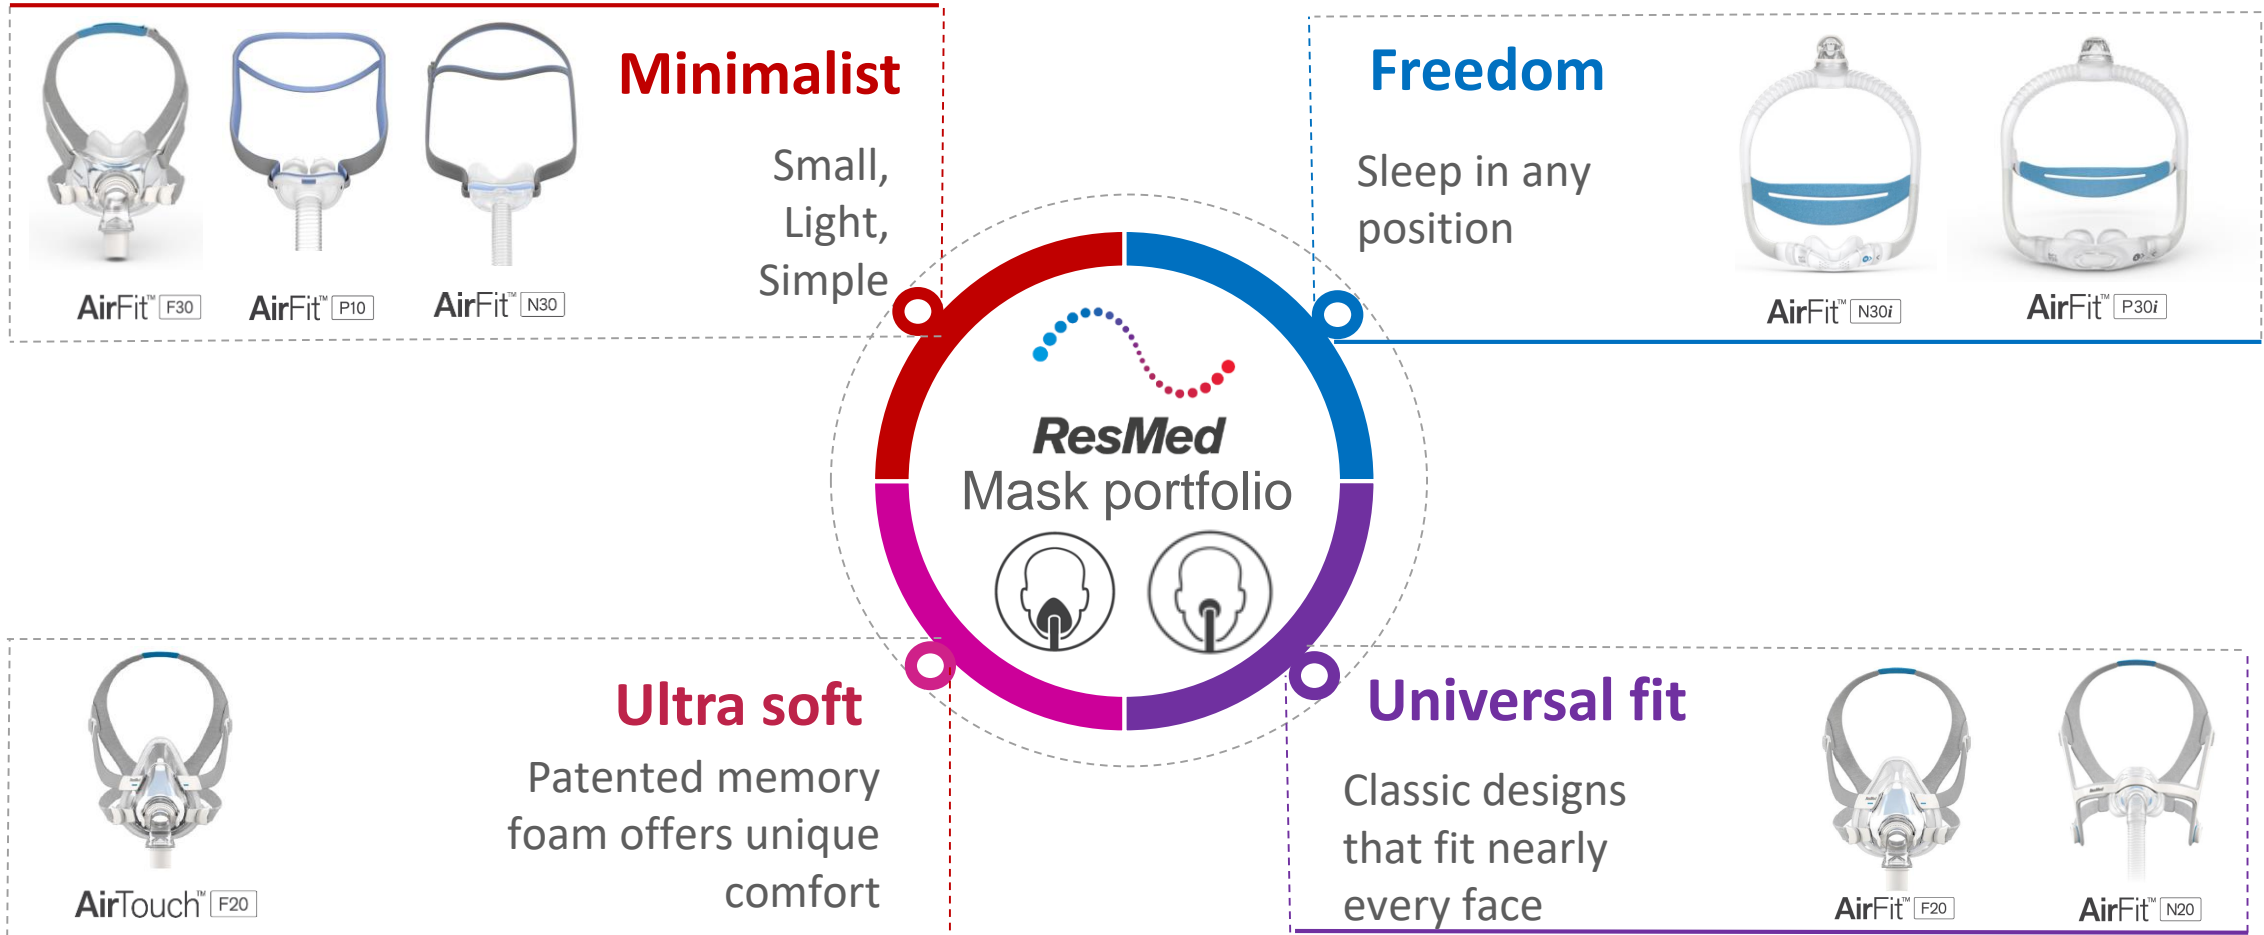 Minimalist
Small,
Light,
Simple
AirFit™ F30
AirFit™ P10
AirFit™ N30
Freedom
Sleep in any
position
AirFit™ N30i
AirFit™ P30i
ResMed
Mask portfolio
Ultra soft
Patented memory
foam offers unique
comfort
AirTouch™ F20
Universal fit
Classic designs
that fit nearly
every face
AirFit™ F20
AirFit™ N20